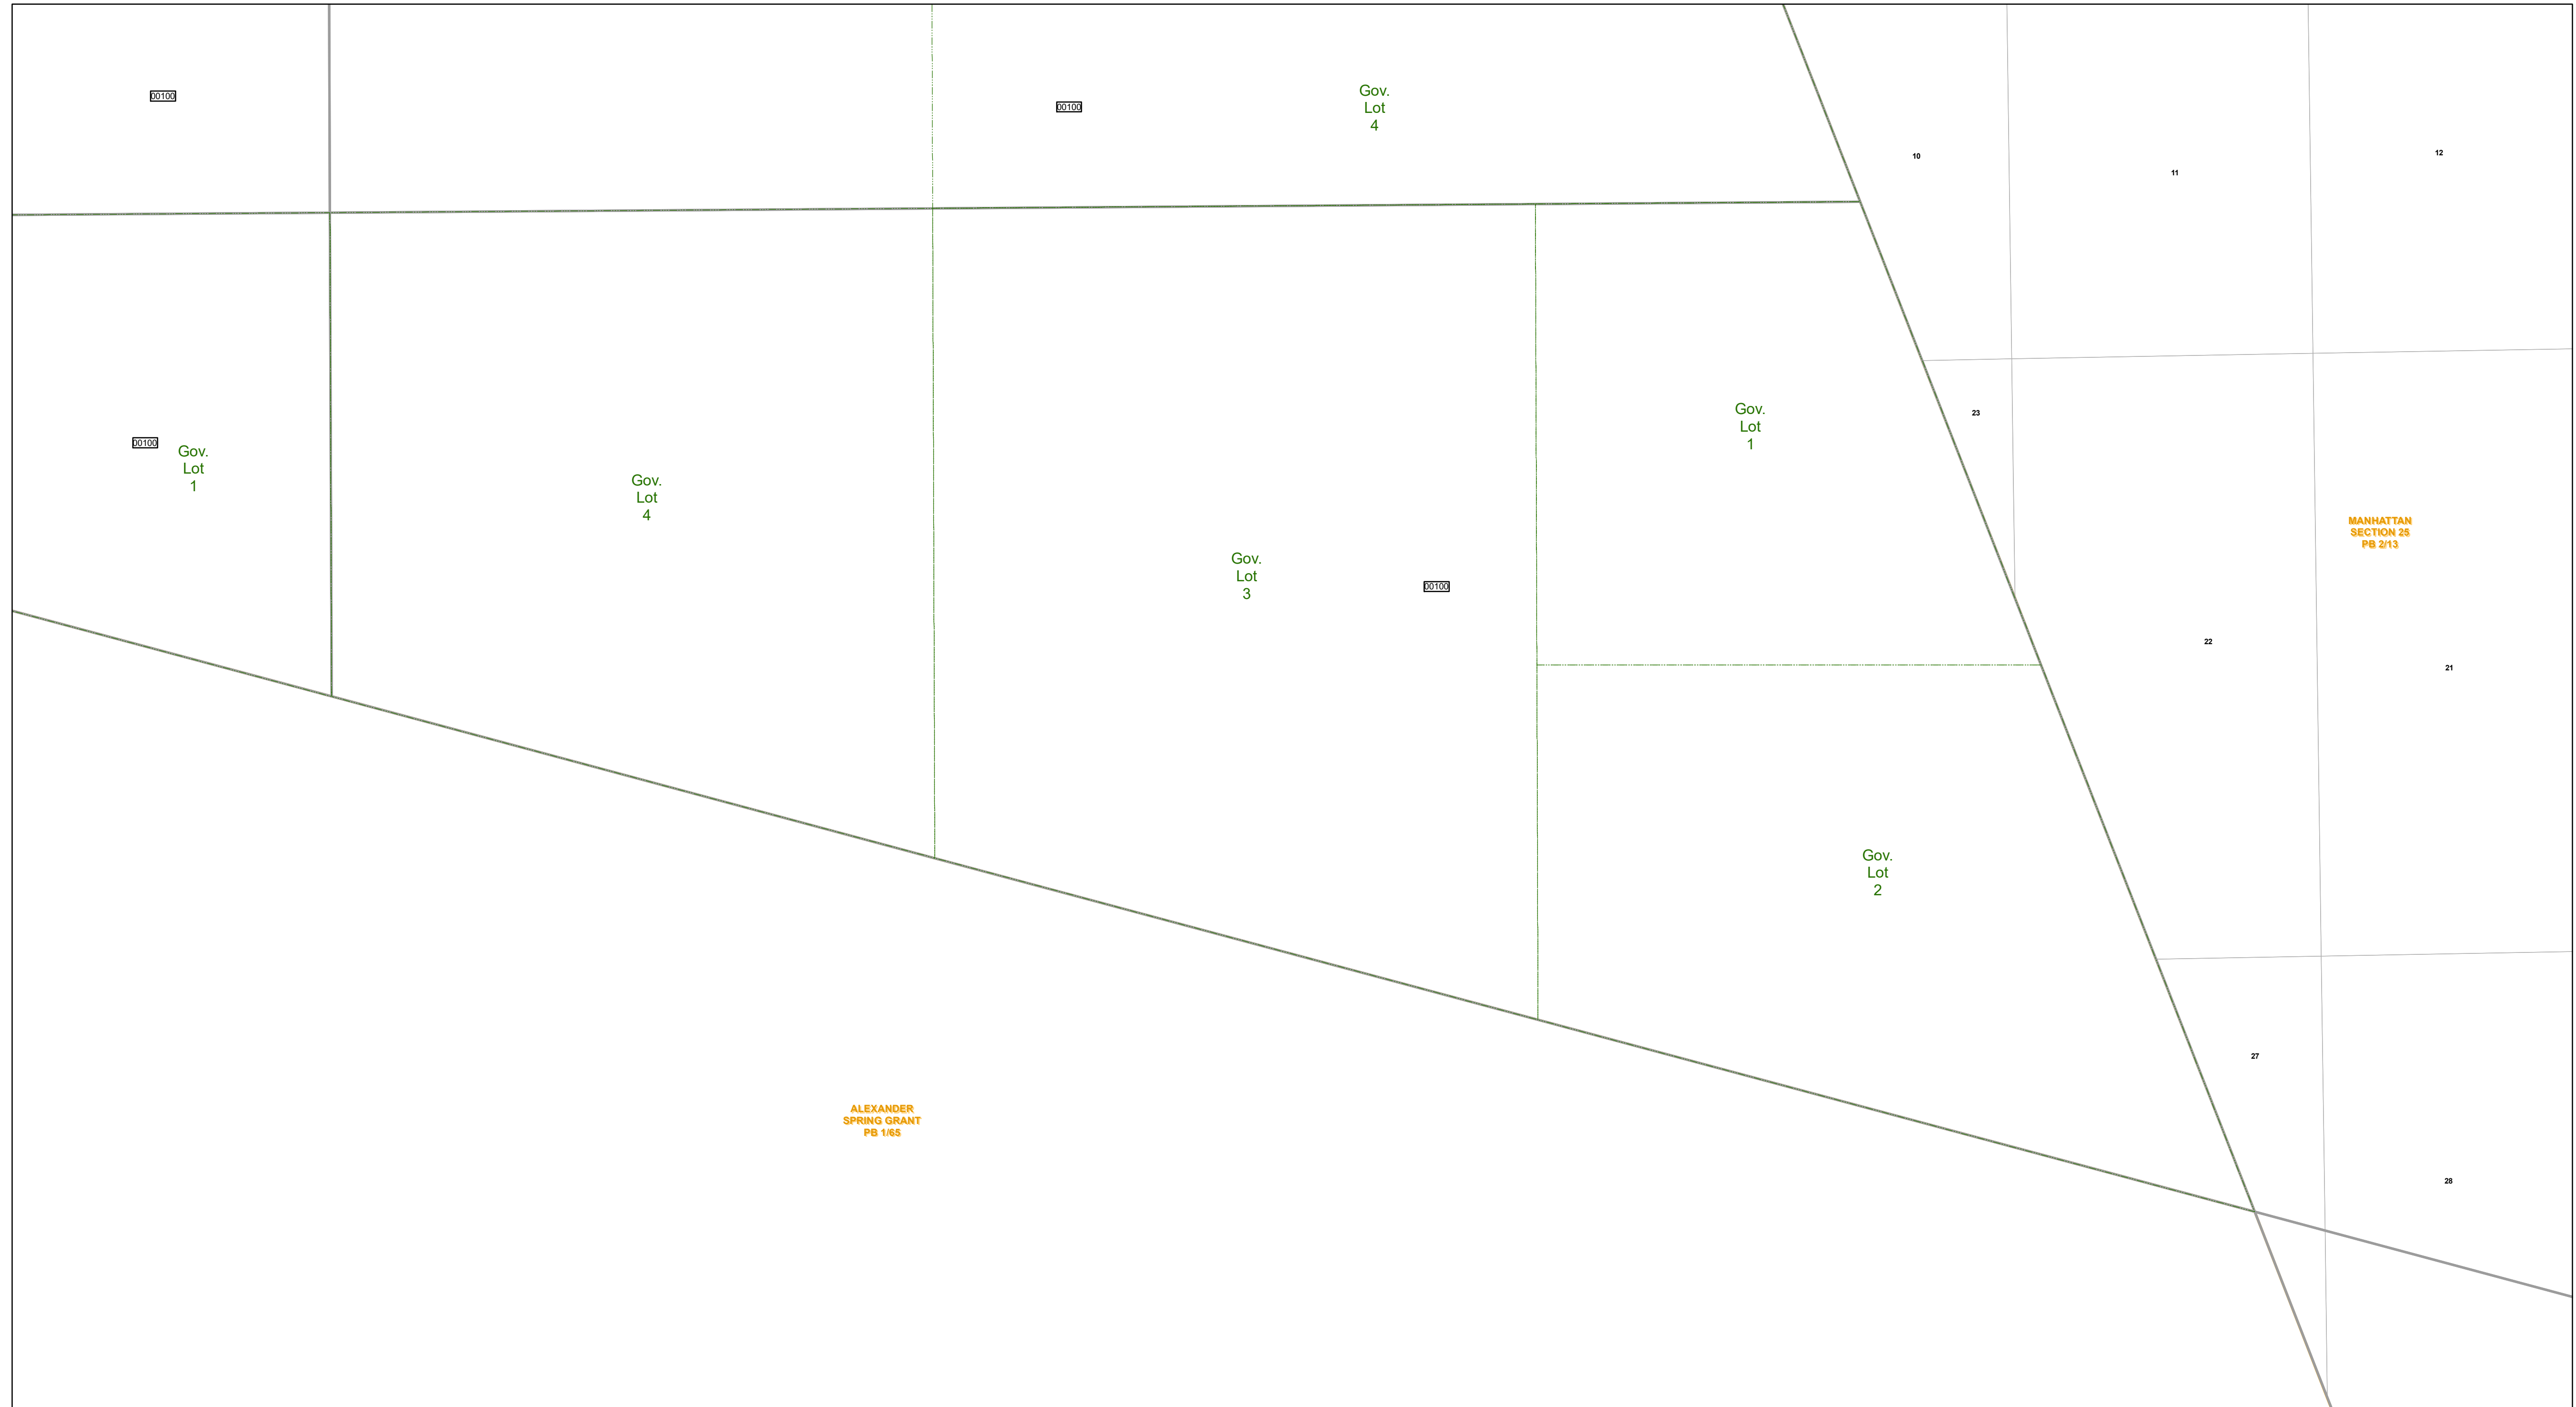 00100
00100
Gov.
Lot
4
10
11
12
00100
Gov.
Lot
1
Gov.
Lot
4
Gov.
Lot
3
00100
Gov.
Lot
1
23
MANHATTAN
SECTION 25
PB 2/13
22
21
Gov.
Lot
2
27
ALEXANDER
SPRING GRANT
PB 1/65
28